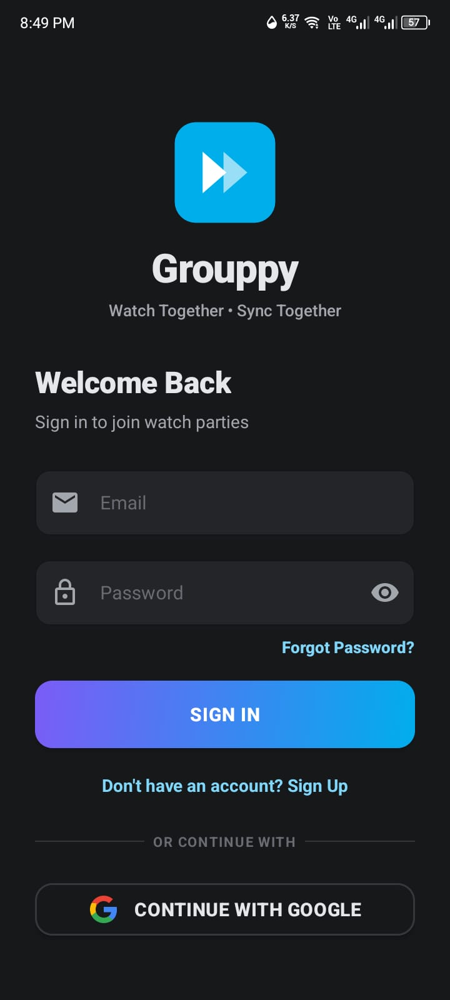 8:49 PM
6.37 K/S
Vo LTE
4G
4G
57
Grouppy
Watch Together • Sync Together
Welcome Back
Sign in to join watch parties
Email
Password
Forgot Password?
SIGN IN
Don't have an account? Sign Up
OR CONTINUE WITH
CONTINUE WITH GOOGLE